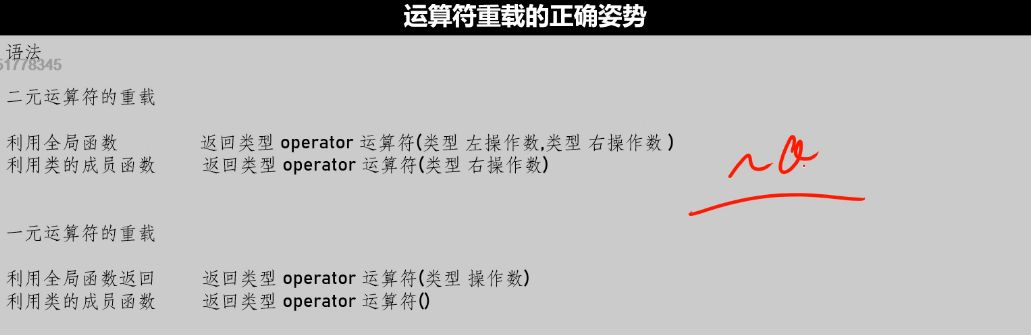 运算符重载的正确姿势
语法
51778345
二元运算符的重载
利用全局函数 返回类型 operator 运算符(类型 左操作数,类型 右操作数 )
利用类的成员函数 返回类型 operator 运算符(类型 右操作数)
一元运算符的重载
利用全局函数返回 返回类型 operator 运算符(类型 操作数)
利用类的成员函数 返回类型 operator 运算符()